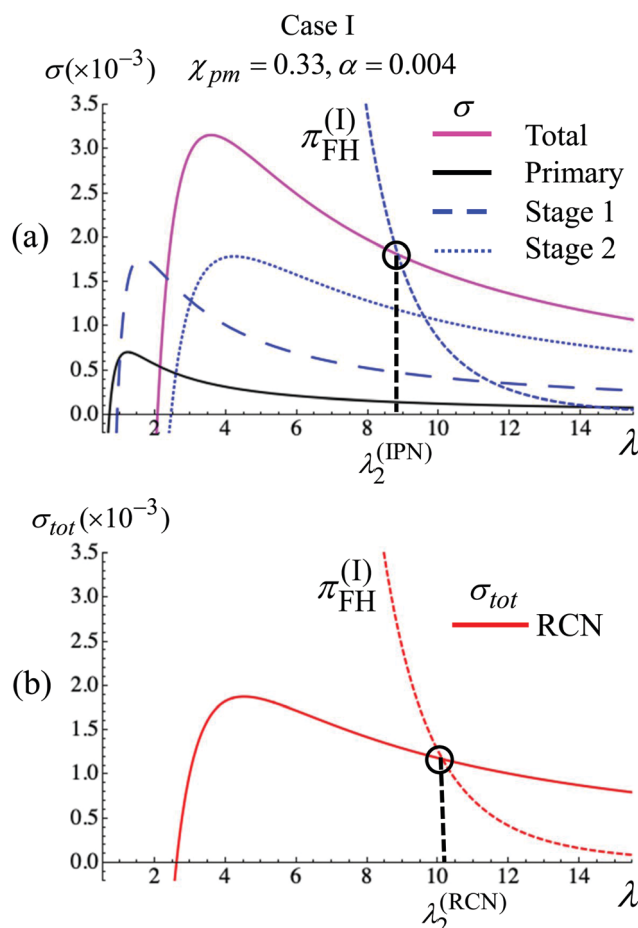 Case I
σ(×10⁻³) χ_pm = 0.33, α = 0.004
3.5
3.0
2.5
2.0
1.5
1.0
0.5
0.0
π_FH^(I)
σ
Total
Primary
Stage 1
Stage 2
(a)
2 4 6 8 10 12 14 λ
λ₂^(IPN)
σ_tot(×10⁻³)
3.5
3.0
2.5
2.0
1.5
1.0
0.5
0.0
π_FH^(I)
σ_tot
RCN
(b)
2 4 6 8 10 12 14 λ
λ₂^(RCN)